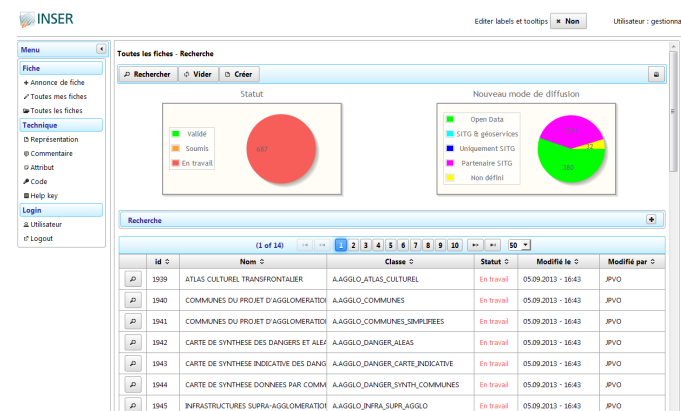 INSER
Editer labels et tooltips Non Utilisateur : gestionna
Menu
Toutes les fiches - Recherche
Fiche
Annonce de fiche
Toutes mes fiches
Toutes les fiches
Technique
Représentation
Commentaire
Attribut
Code
Help key
Login
Utilisateur
Logout
Rechercher Vider Créer
Statut
Validé
Soumis
En travail
687
Nouveau mode de diffusion
Open Data
SITG & géoservices
Uniquement SITG
Partenaire SITG
Non défini
Recherche
(1 of 14) 1 2 3 4 5 6 7 8 9 10 50
id Nom Classe Statut Modifié le Modifié par
1939 ATLAS CULTUREL TRANSFRONTALIER A.AGGLO_ATLAS_CULTUREL En travail 05.09.2013 - 16:43 JPVO
1940 COMMUNES DU PROJET D'AGGLOMERATIO A.AGGLO_COMMUNES En travail 05.09.2013 - 16:43 JPVO
1941 COMMUNES DU PROJET D'AGGLOMERATIO A.AGGLO_COMMUNES_SIMPLIFIEES En travail 05.09.2013 - 16:43 JPVO
1942 CARTE DE SYNTHESE DES DANGERS ET ALEA A.AGGLO_DANGER_ALEAS En travail 05.09.2013 - 16:43 JPVO
1943 CARTE DE SYNTHESE INDICATIVE DES DANG A.AGGLO_DANGER_CARTE_INDICATIVE En travail 05.09.2013 - 16:43 JPVO
1944 CARTE DE SYNTHESE DONNEES PAR COMM A.AGGLO_DANGER_SYNTH_COMMUNES En travail 05.09.2013 - 16:43 JPVO
1945 INFRASTRUCTURES SUPRA-AGGLOMERATION A.AGGLO_INFRA_SUPR_AGGLO En travail 05.09.2013 - 16:43 JPVO